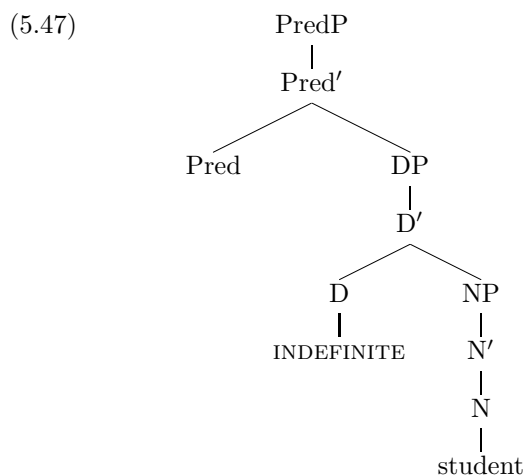 (5.47) PredP
Pred′
Pred DP
D′
D NP
INDEFINITE N′
N
student